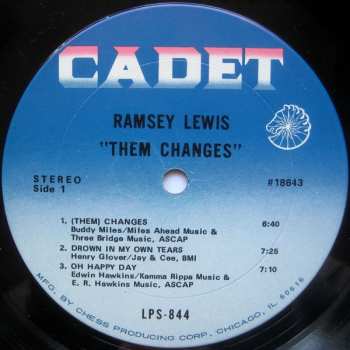 CADET
RAMSEY LEWIS
"THEM CHANGES"
STEREO
Side 1
#18643
1. (THEM) CHANGES 6:40
Buddy Miles/Miles Ahead Music &
Three Bridge Music, ASCAP
2. DROWN IN MY OWN TEARS 7:25
Henry Glover/Jay & Cee, BMI
3. OH HAPPY DAY 7:10
Edwin Hawkins/Kamma Rippa Music &
E. R. Hawkins Music, ASCAP
LPS-844
MFG. BY CHESS PRODUCING CORP., CHICAGO, IL 60616